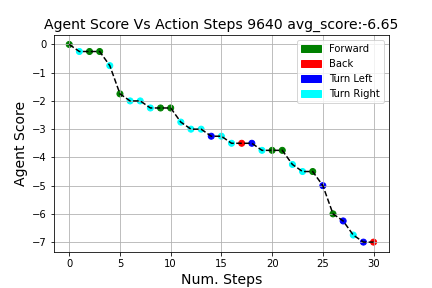 Agent Score Vs Action Steps 9640 avg_score:-6.65
Agent Score
0
−1
−2
−3
−4
−5
−6
−7
Forward
Back
Turn Left
Turn Right
0 5 10 15 20 25 30
Num. Steps